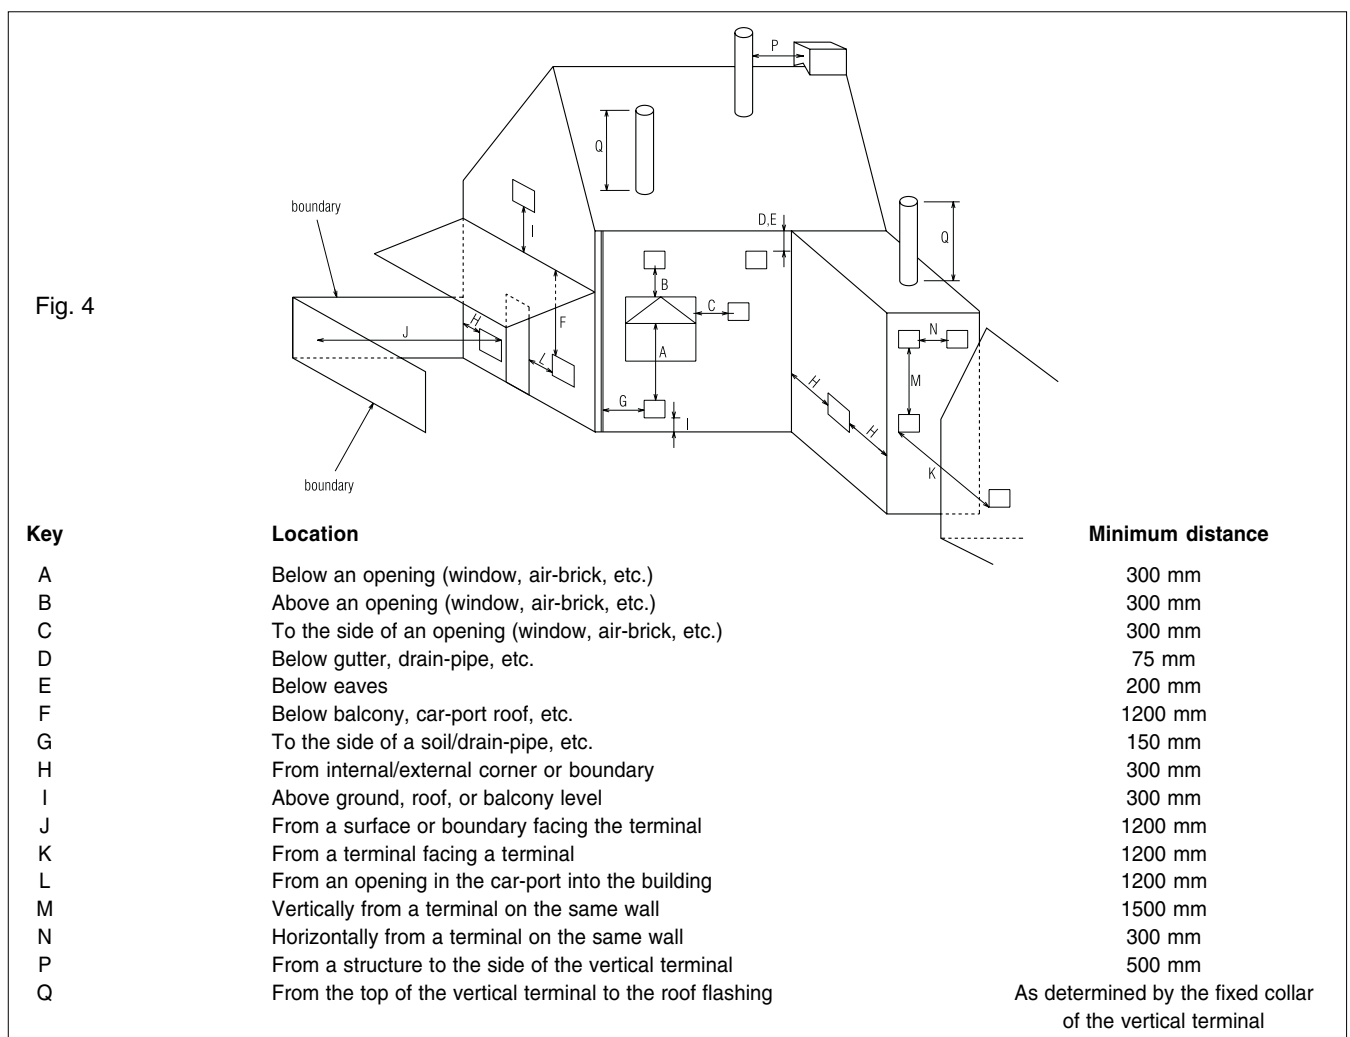 P
Q
boundary
D,E
Q
I
B
C
N
Fig. 4
H
J
F
A
L
M
H
G
I
H
K
boundary
Key Location Minimum distance
A Below an opening (window, air-brick, etc.) 300 mm
B Above an opening (window, air-brick, etc.) 300 mm
C To the side of an opening (window, air-brick, etc.) 300 mm
D Below gutter, drain-pipe, etc. 75 mm
E Below eaves 200 mm
F Below balcony, car-port roof, etc. 1200 mm
G To the side of a soil/drain-pipe, etc. 150 mm
H From internal/external corner or boundary 300 mm
I Above ground, roof, or balcony level 300 mm
J From a surface or boundary facing the terminal 1200 mm
K From a terminal facing a terminal 1200 mm
L From an opening in the car-port into the building 1200 mm
M Vertically from a terminal on the same wall 1500 mm
N Horizontally from a terminal on the same wall 300 mm
P From a structure to the side of the vertical terminal 500 mm
Q From the top of the vertical terminal to the roof flashing As determined by the fixed collar
of the vertical terminal